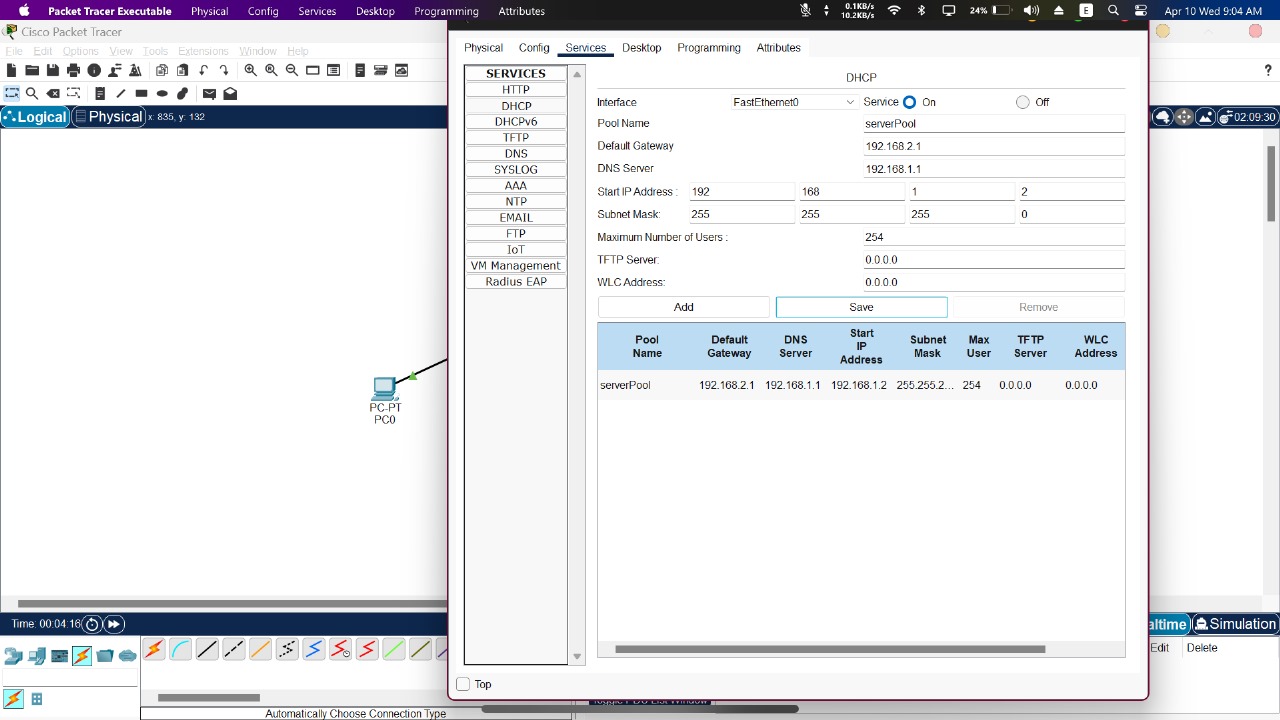 Packet Tracer Executable Physical Config Services Desktop Programming Attributes 0.1KB/s 10.2KB/s 24% E Apr 10 Wed 9:04 AM
Cisco Packet Tracer
File Edit Options View Tools Extensions Window Help
?
Logical Physical x: 835, y: 132
02:09:30
PC-PT
PC0
Physical Config Services Desktop Programming Attributes
SERVICES
HTTP
DHCP
DHCPv6
TFTP
DNS
SYSLOG
AAA
NTP
EMAIL
FTP
IoT
VM Management
Radius EAP
DHCP
Interface FastEthernet0 Service On Off
Pool Name serverPool
Default Gateway 192.168.2.1
DNS Server 192.168.1.1
Start IP Address : 192 168 1 2
Subnet Mask: 255 255 255 0
Maximum Number of Users : 254
TFTP Server: 0.0.0.0
WLC Address: 0.0.0.0
Add Save Remove
Pool Name Default Gateway DNS Server Start IP Address Subnet Mask Max User TFTP Server WLC Address
serverPool 192.168.2.1 192.168.1.1 192.168.1.2 255.255.2... 254 0.0.0.0 0.0.0.0
Top
Time: 00:04:16
altime Simulation
Edit Delete
Automatically Choose Connection Type
Toggle PDU List Window